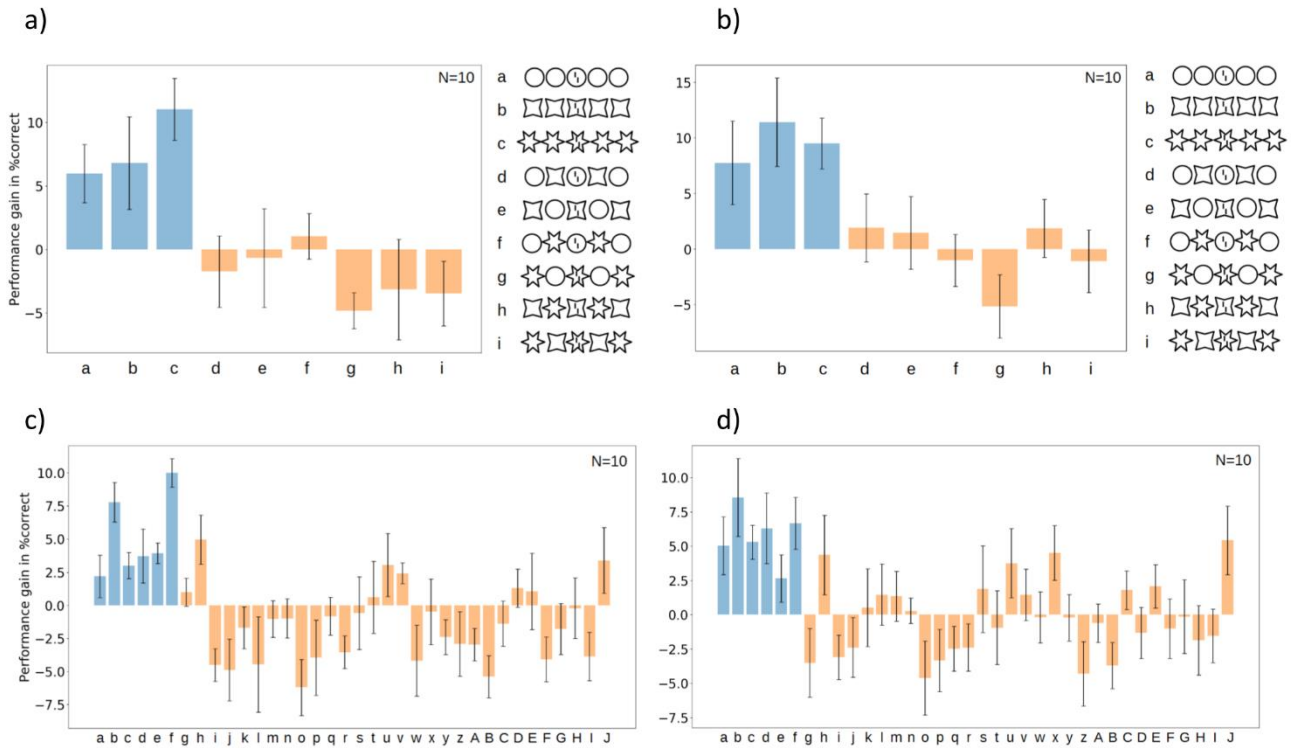 a)
N=10
Performance gain in %correct
10
5
0
−5
a b c d e f g h i
a
b
c
d
e
f
g
h
i
b)
N=10
15
10
5
0
−5
a b c d e f g h i
a
b
c
d
e
f
g
h
i
c)
N=10
Performance gain in %correct
10.0
7.5
5.0
2.5
0.0
−2.5
−5.0
−7.5
a b c d e f g h i j k l m n o p q r s t u v w x y z A B C D E F G H I J
d)
N=10
10.0
7.5
5.0
2.5
0.0
−2.5
−5.0
−7.5
a b c d e f g h i j k l m n o p q r s t u v w x y z A B C D E F G H I J